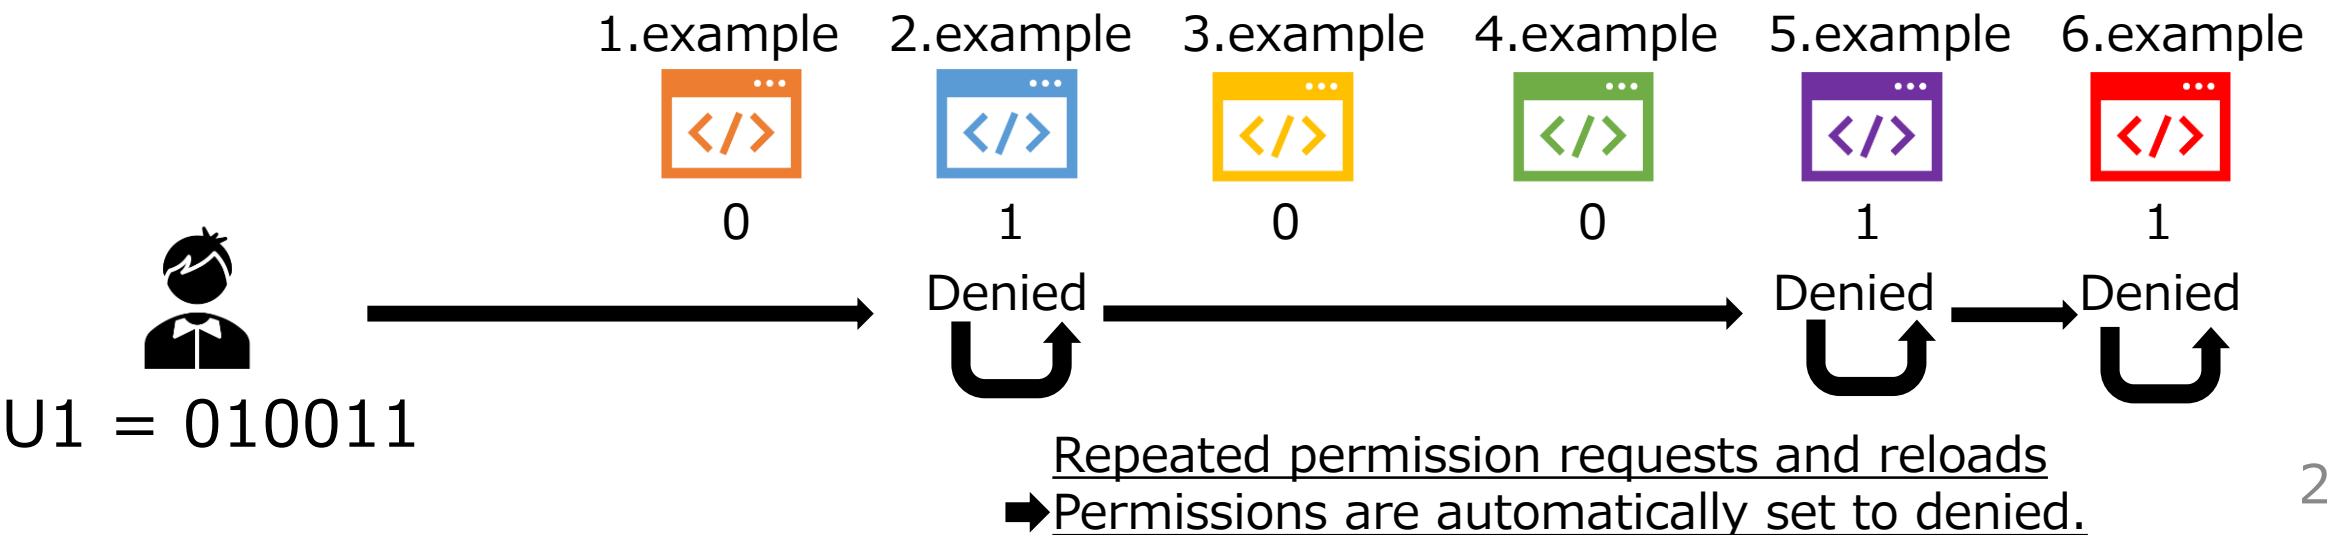 1.example 2.example 3.example 4.example 5.example 6.example
</> </> </> </> </> </>
0 1 0 0 1 1
Denied Denied Denied
U1 = 010011
Repeated permission requests and reloads
Permissions are automatically set to denied.
2